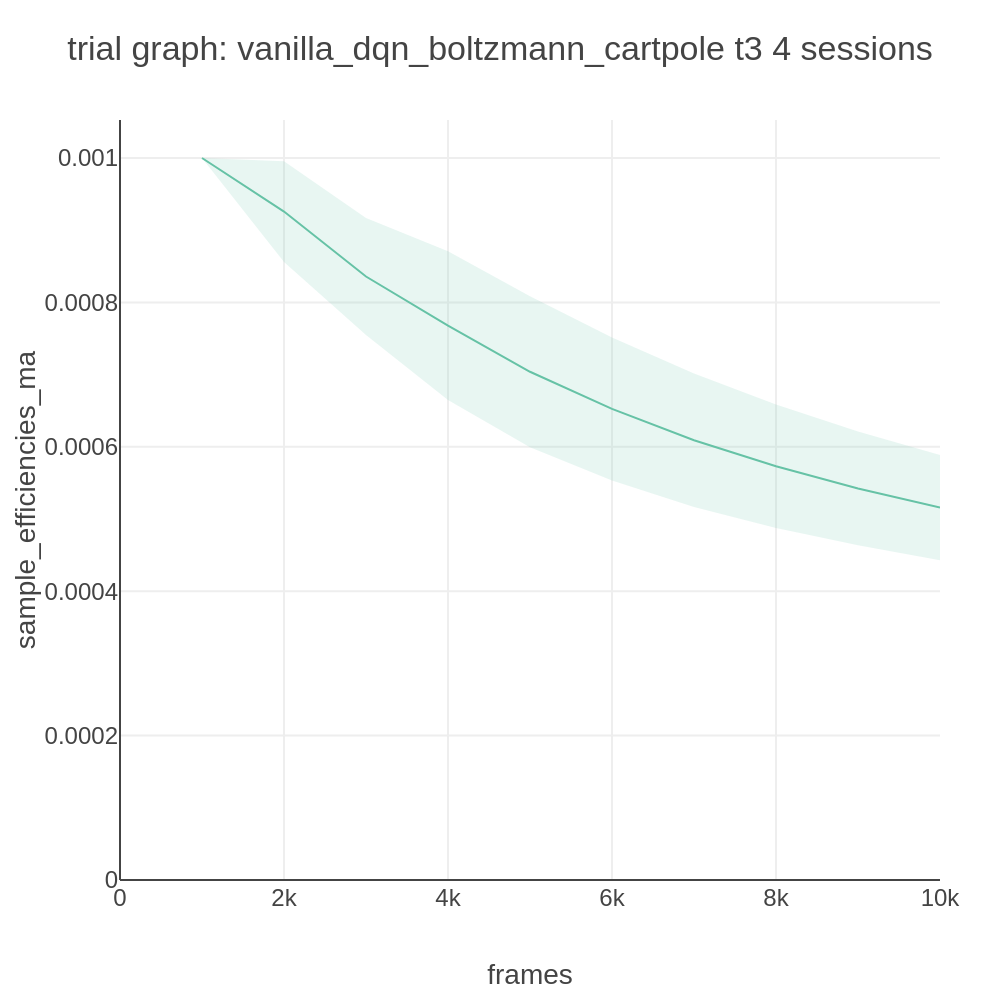 trial graph: vanilla_dqn_boltzmann_cartpole t3 4 sessions
sample_efficiencies_ma
0.001
0.0008
0.0006
0.0004
0.0002
0
0 2k 4k 6k 8k 10k
frames